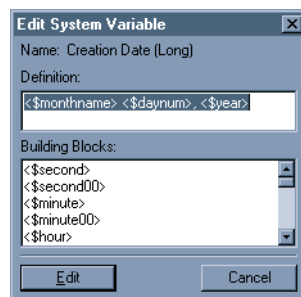 Edit System Variable
Name: Creation Date (Long)
Definition:
<$monthname> <$daynum>, <$year>
Building Blocks:
<$second>
<$second00>
<$minute>
<$minute00>
<$hour>
Edit
Cancel